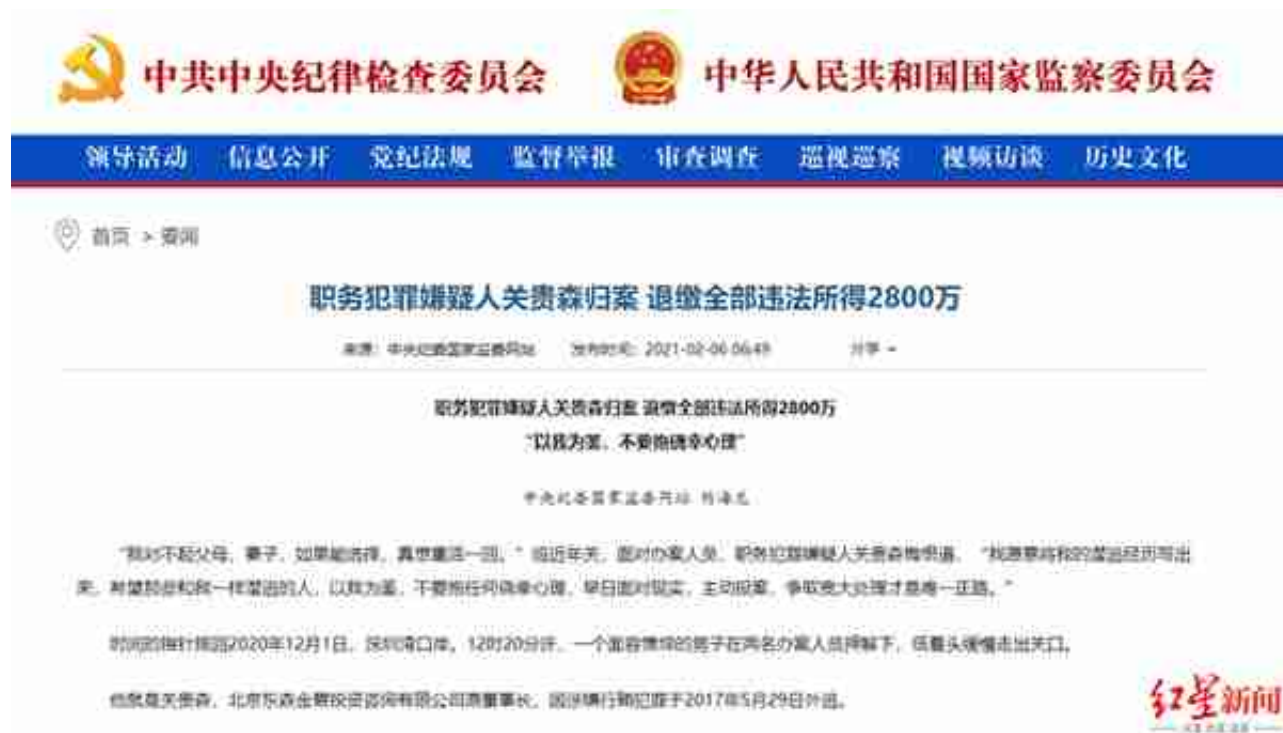 中共中央纪律检查委员会 中华人民共和国国家监察委员会
领导活动 信息公开 党纪法规 监督举报 审查调查 巡视巡察 视频访谈 历史文化
首页 > 要闻
职务犯罪嫌疑人关贵森归案 退缴全部违法所得2800万
来源：中央纪委国家监委网站 发布时间：2021-02-06 06:49 分享
职务犯罪嫌疑人关贵森归案 退缴全部违法所得2800万
“以我为鉴，不要抱侥幸心理”
中央纪委国家监委网站
“我对不起父母、妻子，如果能选择，真想重活一回。”临近年关，面对办案人员，职务犯罪嫌疑人关贵森悔恨道，“我愿意将我的潜逃经历写出
来，希望那些和我一样潜逃的人，以我为鉴，不要抱任何侥幸心理，早日面对现实，主动投案，争取宽大处理才是唯一正路。”
时间的指针拨回2020年12月1日，深圳湾口岸，12时20分许，一个面容憔悴的男子在两名办案人员押解下，低着头缓慢走出关口。
他就是关贵森，北京东森金粮投资咨询有限公司原董事长，因涉嫌行贿犯罪于2017年5月29日外逃。
红星新闻